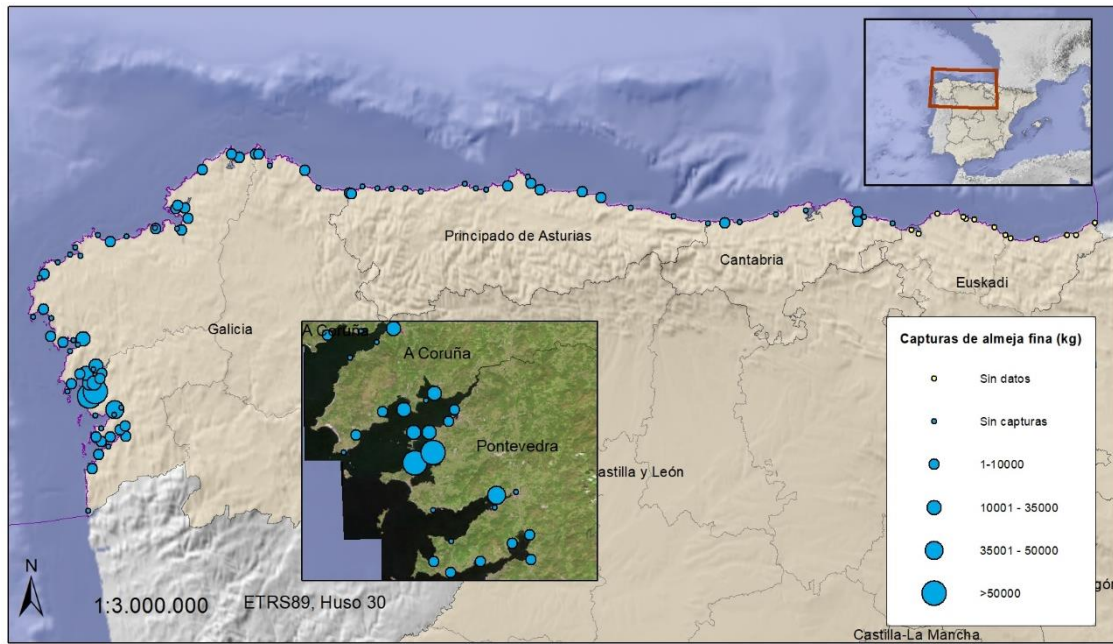 Principado de Asturias
Cantabria
Euskadi
Galicia
A Coruña
A Coruña
Pontevedra
astilla y León
Capturas de almeja fina (kg)
Sin datos
Sin capturas
1-10000
10001 - 35000
35001 - 50000
>50000
gón
N
1:3.000.000
ETRS89, Huso 30
Castilla-La Mancha